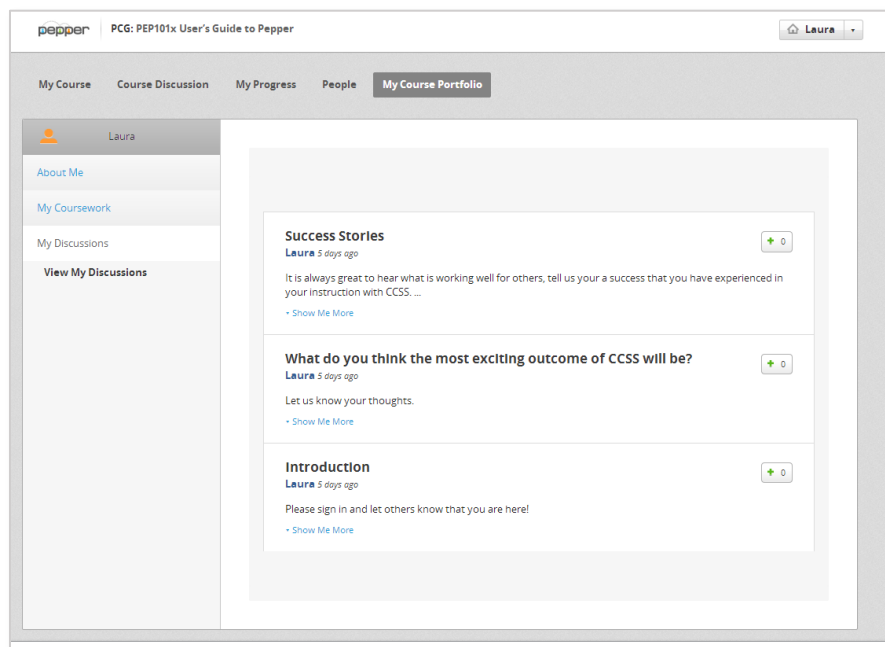 pepper PCG: PEP101x User's Guide to Pepper Laura
My Course Course Discussion My Progress People My Course Portfolio
Laura
About Me
My Coursework
My Discussions
View My Discussions
Success Stories
Laura 5 days ago
+ 0
It is always great to hear what is working well for others, tell us your a success that you have experienced in
your instruction with CCSS. ...
Show Me More
What do you think the most exciting outcome of CCSS will be?
Laura 5 days ago
+ 0
Let us know your thoughts.
Show Me More
Introduction
Laura 5 days ago
+ 0
Please sign in and let others know that you are here!
Show Me More